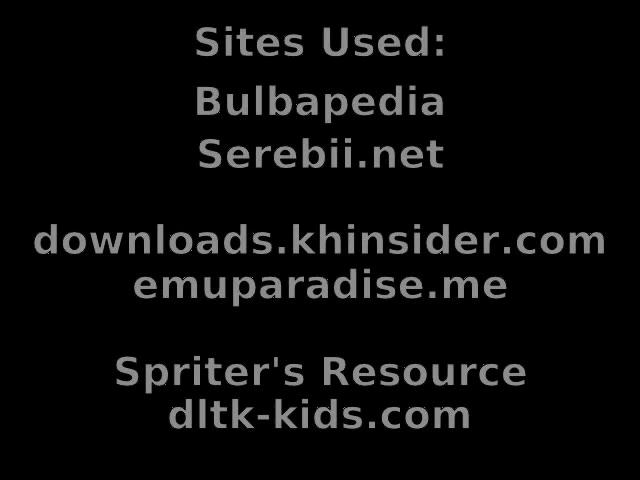 Sites Used:
Bulbapedia
Serebii.net
downloads.khinsider.com
emuparadise.me
Spriter's Resource
dltk-kids.com